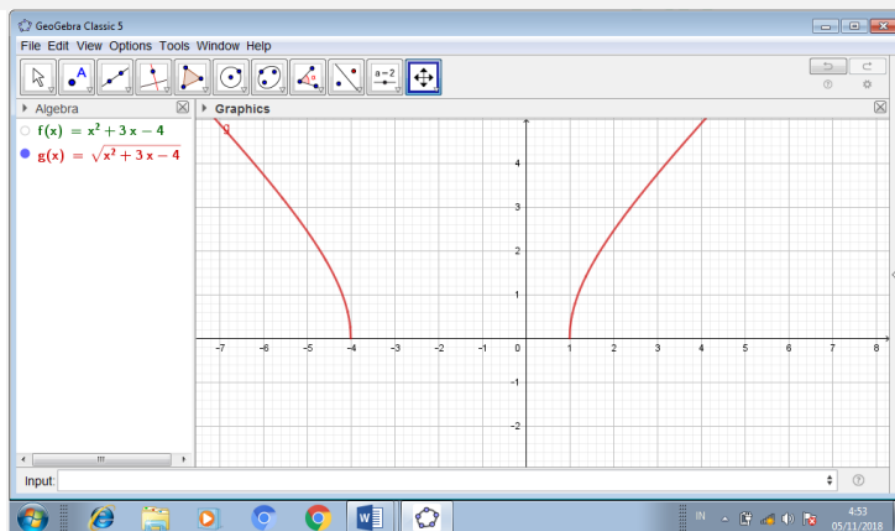 GeoGebra Classic 5
File Edit View Options Tools Window Help
A
α
a=2
Algebra
Graphics
f(x) = x² + 3 x − 4
g(x) = √x² + 3 x − 4
g
4
3
2
1
-7 -6 -5 -4 -3 -2 -1 0 1 2 3 4 5 6 7 8
-1
-2
Input:
W
IN
4:53
05/11/2018